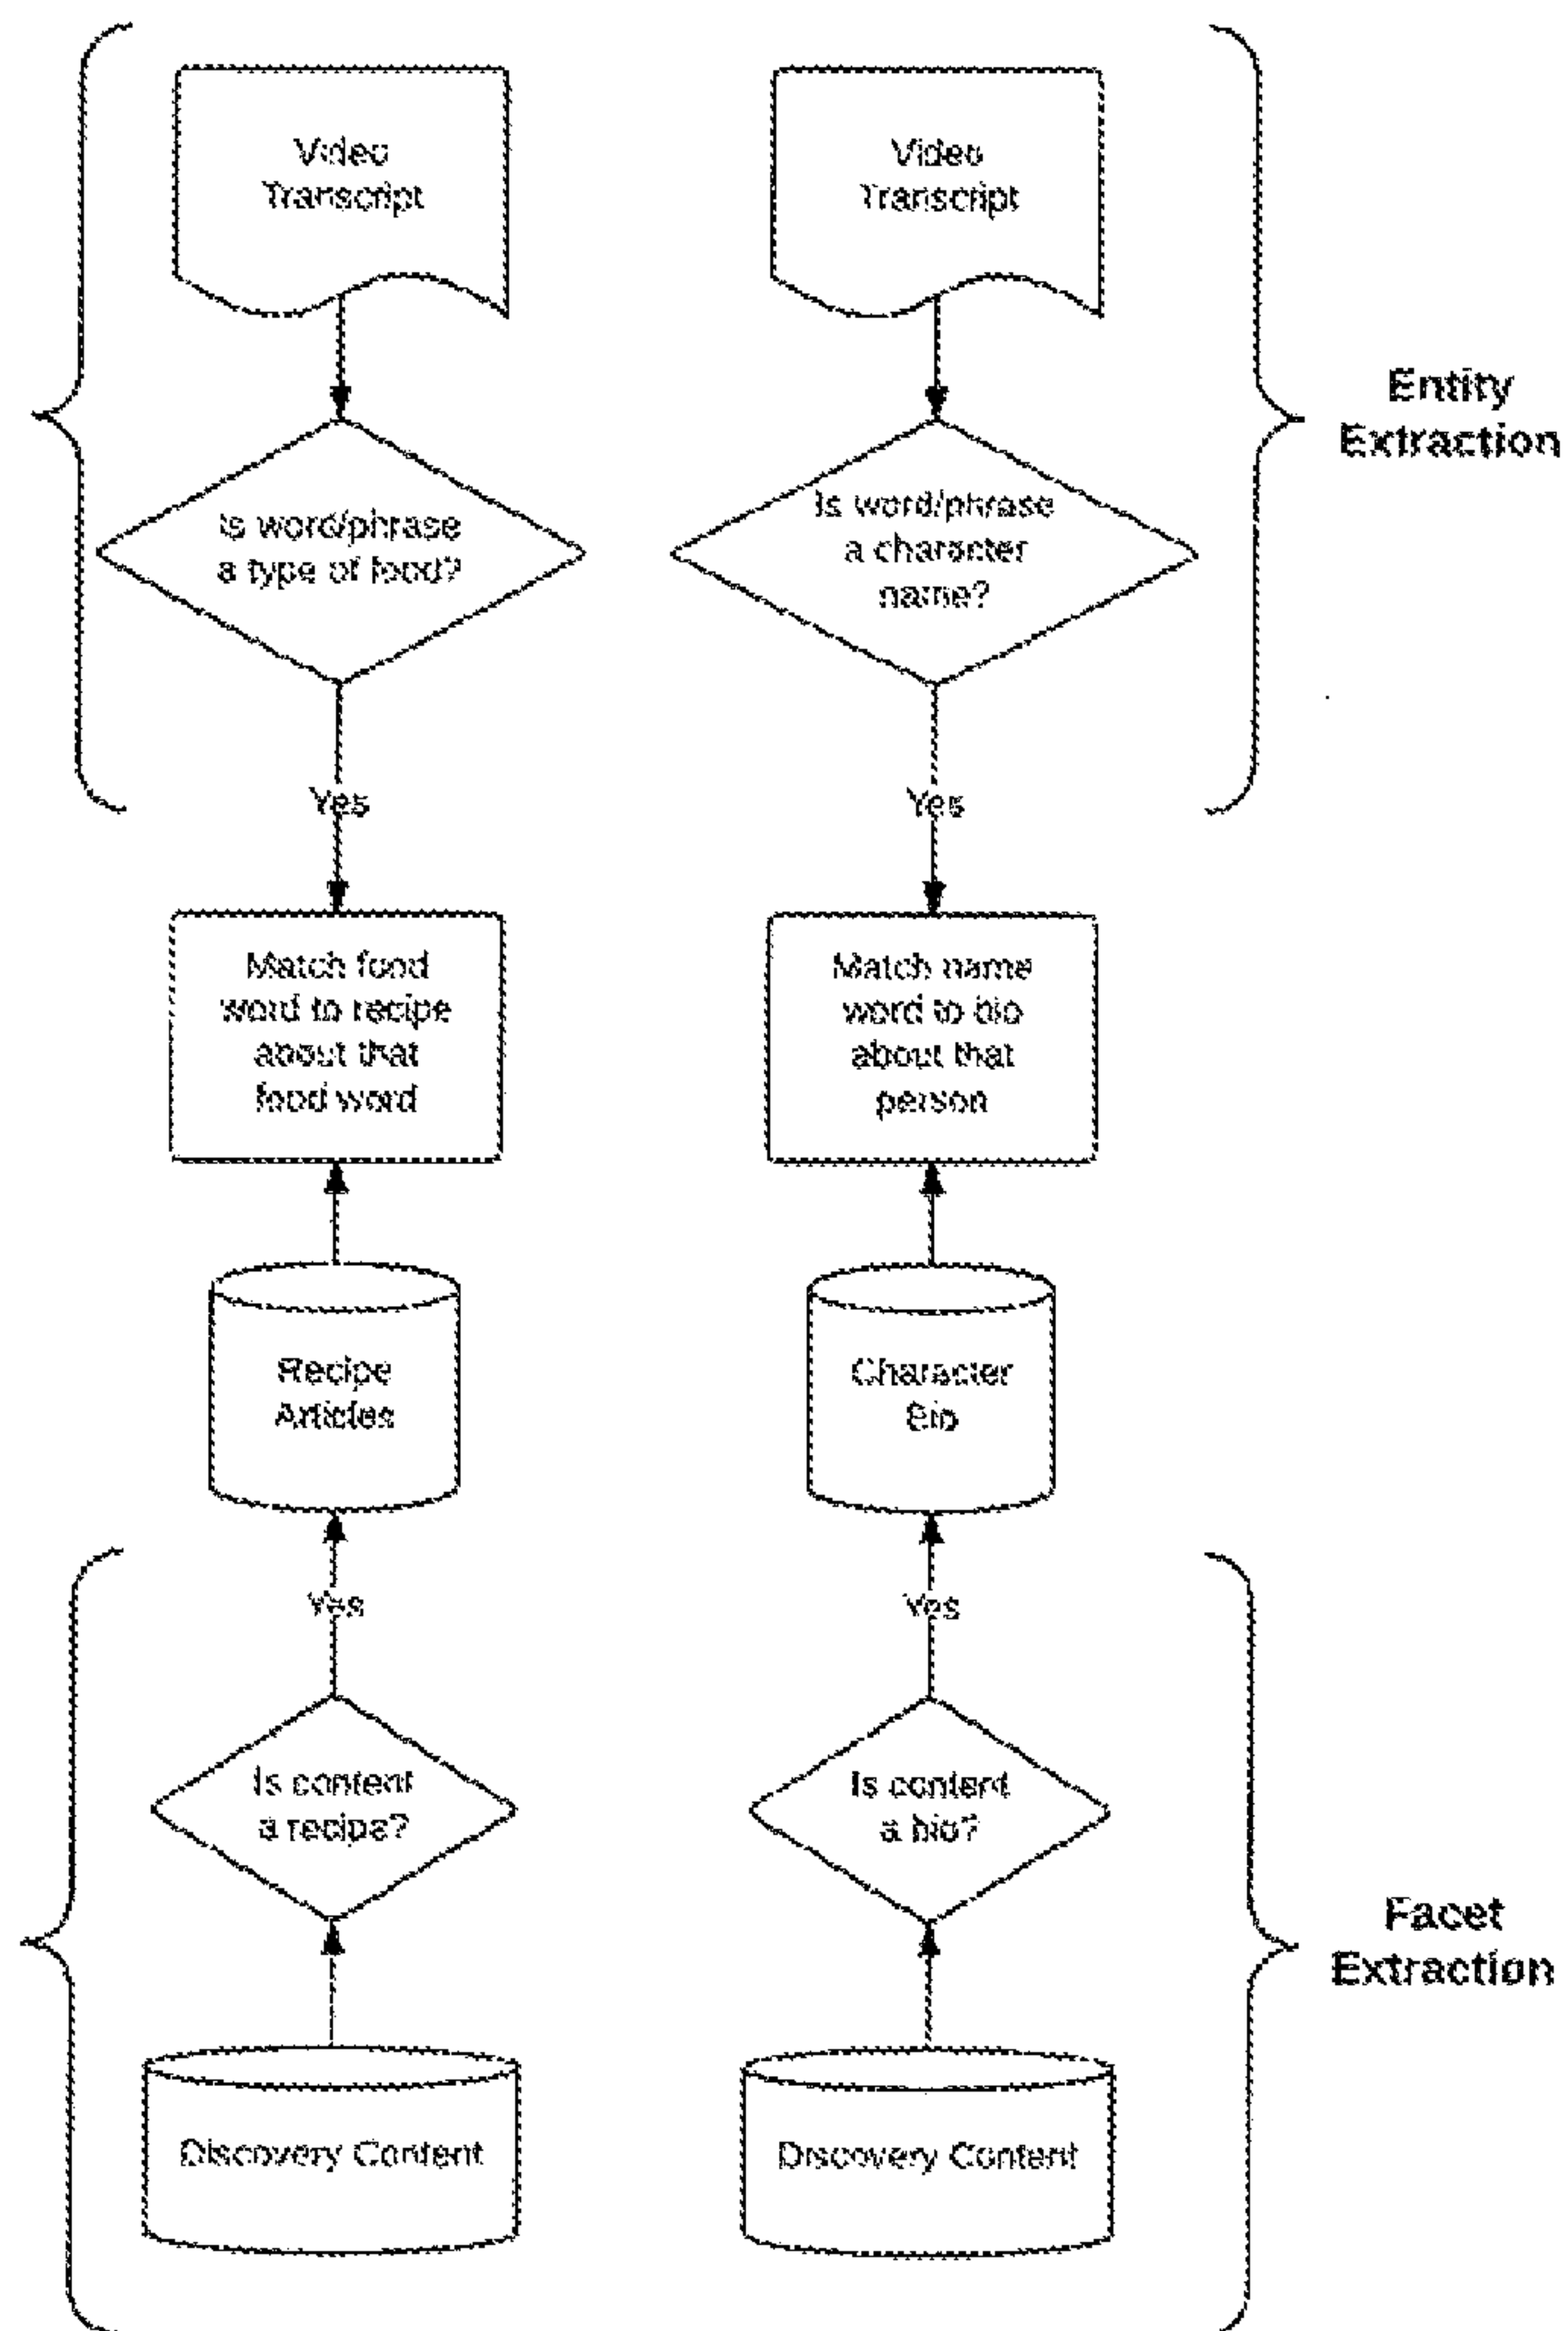 Video
Transcript
Is word/phrase
a type of food?
Yes
Match food
word to recipe
about that
food word
Recipe
Articles
Yes
Is content
a recipe?
Discovery Content
Video
Transcript
Is word/phrase
a character
name?
Yes
Match name
word to bio
about that
person
Character
Bio
Yes
Is content
a bio?
Discovery Content
Entity
Extraction
Facet
Extraction